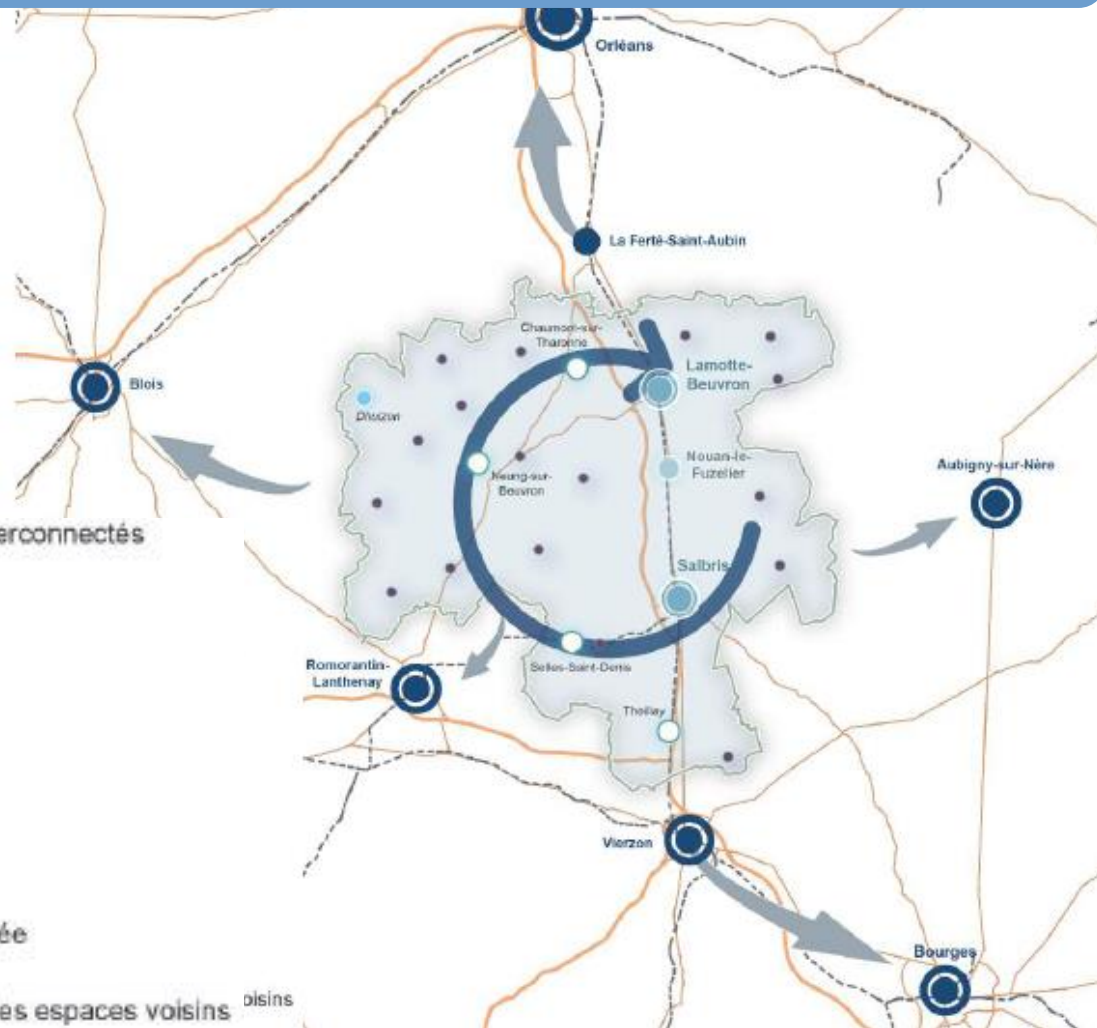 Orléans
La Ferté-Saint-Aubin
Chaumont-sur-
Tharonne
Lamotte-
Beuvron
Blois
Dhuizon
Neung-sur-
Beuvron
Nouan-le-
Fuzelier
Aubigny-sur-Nère
erconnectés
Salbris
Romorantin-
Lanthenay
Selles-Saint-Denis
Theillay
Vierzon
ée
Bourges
es espaces voisins
oisins